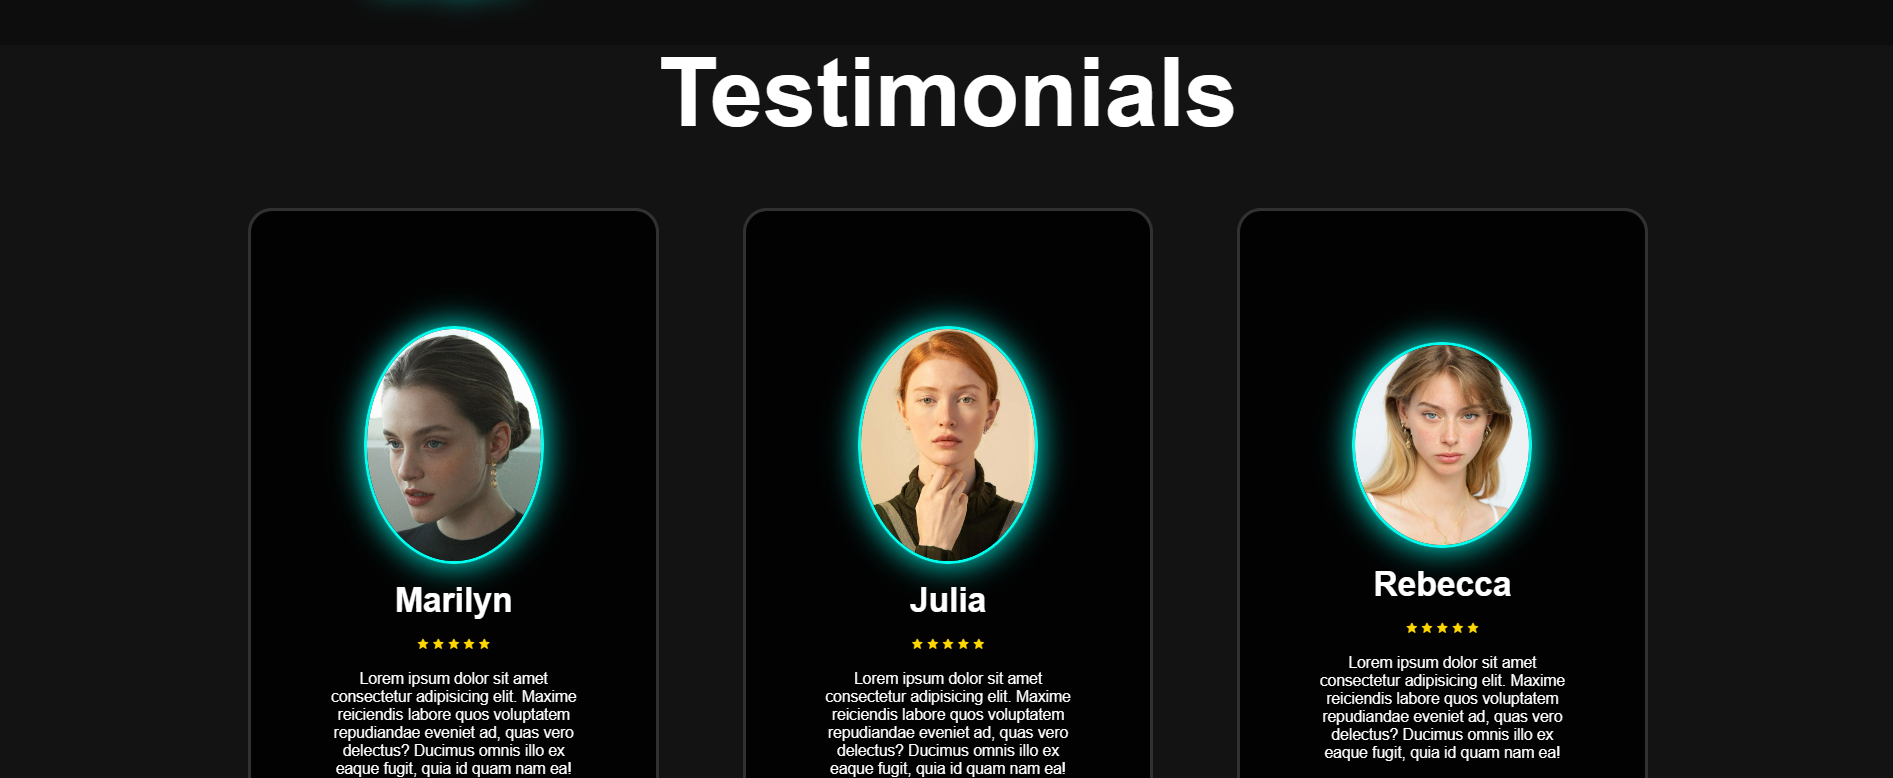 Testimonials
Marilyn
Lorem ipsum dolor sit amet
consectetur adipisicing elit. Maxime
reiciendis labore quos voluptatem
repudiandae eveniet ad, quas vero
delectus? Ducimus omnis illo ex
eaque fugit, quia id quam nam ea!
Julia
Lorem ipsum dolor sit amet
consectetur adipisicing elit. Maxime
reiciendis labore quos voluptatem
repudiandae eveniet ad, quas vero
delectus? Ducimus omnis illo ex
eaque fugit, quia id quam nam ea!
Rebecca
Lorem ipsum dolor sit amet
consectetur adipisicing elit. Maxime
reiciendis labore quos voluptatem
repudiandae eveniet ad, quas vero
delectus? Ducimus omnis illo ex
eaque fugit, quia id quam nam ea!